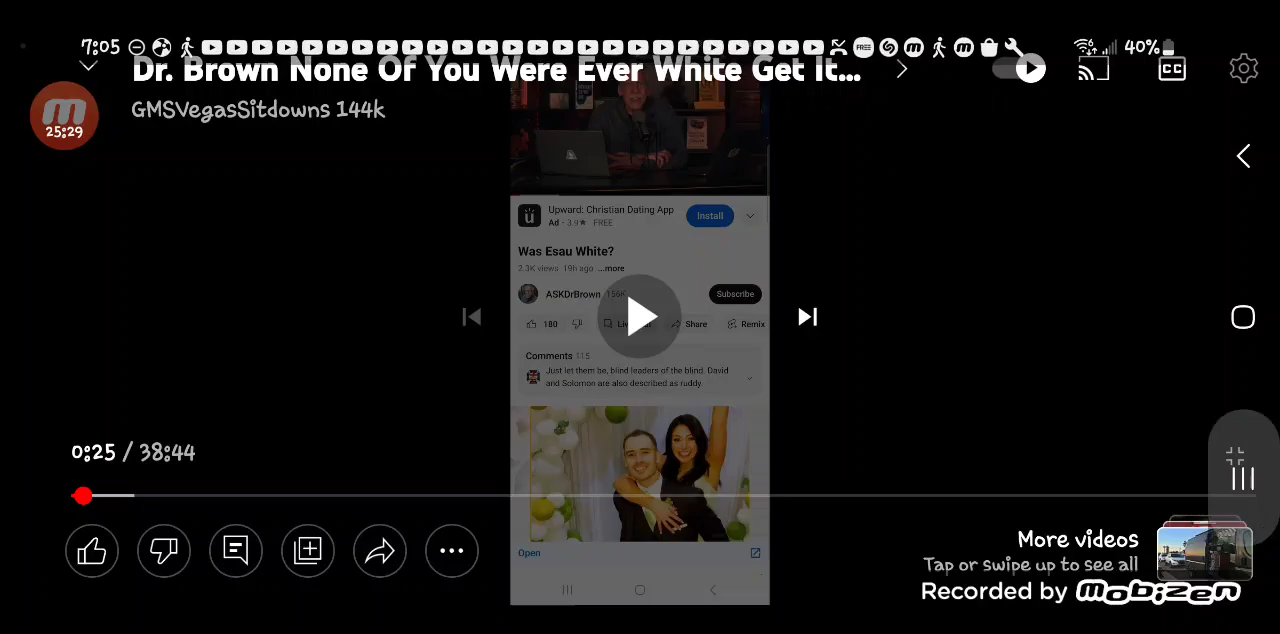 7:05
FREE
40%
Dr. Brown None Of You Were Ever White Get It...
CC
GMSVegasSitdowns 144k
m
25:29
Upward: Christian Dating App
Ad · 3.9★ FREE
Install
Was Esau White?
2.3K views 19h ago ...more
ASKDrBrown 156K
Subscribe
180
Share
Remix
Comments 115
Just let them be, blind leaders of the blind. David
and Solomon are also described as ruddy.
0:25 / 38:44
Open
More videos
Tap or swipe up to see all
Recorded by Mobizen